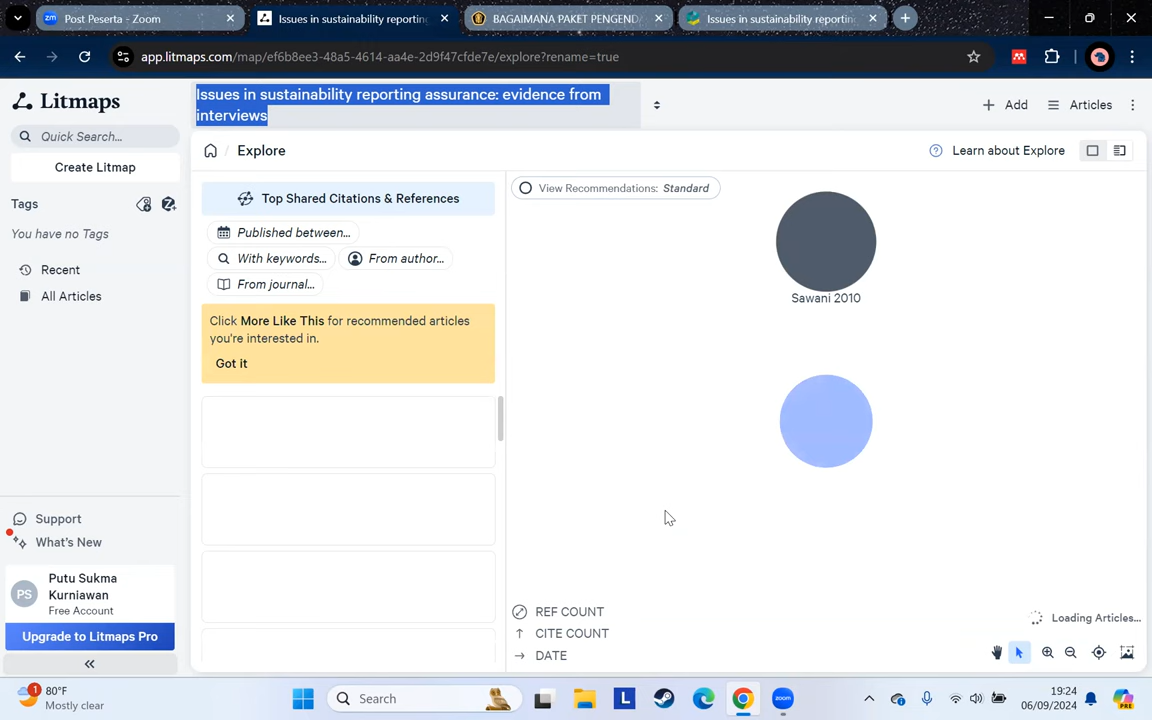 Post Peserta - Zoom
Issues in sustainability reporting
BAGAIMANA PAKET PENGENDA
Issues in sustainability reporting
app.litmaps.com/map/ef6b8ee3-48a5-4614-aa4e-2d9f47cfde7e/explore?rename=true
Litmaps
Quick Search...
Create Litmap
Tags
You have no Tags
Recent
All Articles
Support
What's New
PS
Putu Sukma
Kurniawan
Free Account
Upgrade to Litmaps Pro
Issues in sustainability reporting assurance: evidence from
interviews
Add
Articles
/ Explore
Learn about Explore
Top Shared Citations & References
Published between...
With keywords...
From author...
From journal...
Click More Like This for recommended articles
you're interested in.
Got it
View Recommendations: Standard
Sawani 2010
REF COUNT
CITE COUNT
DATE
Loading Articles...
1
80°F
Mostly clear
Search
L
zoom
PRE
19:24
06/09/2024